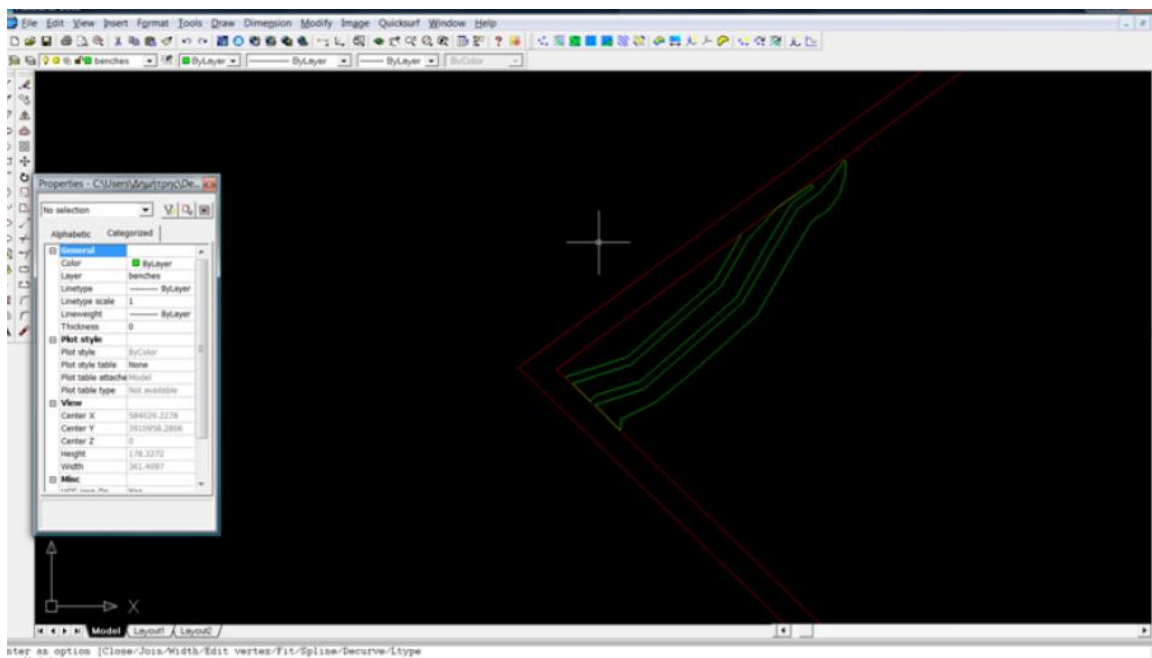 File Edit View Insert Format Tools Draw Dimension Modify Image Quicksurf Window Help
benches ByLayer ByLayer ByLayer ByColor
Properties - C:\Users\Δημήτρης\De...
No selection
Alphabetic Categorized
General
Color ByLayer
Layer benches
Linetype ByLayer
Linetype scale 1
Lineweight ByLayer
Thickness 0
Plot style
Plot style ByColor
Plot style table None
Plot table attache Model
Plot table type Not available
View
Center X 584029.2276
Center Y 3910958.2806
Center Z 0
Height 178.3272
Width 361.4097
Misc
X
Model Layout1 Layout2
nter an option [Close/Join/Width/Edit vertex/Fit/Spline/Decurve/Ltype